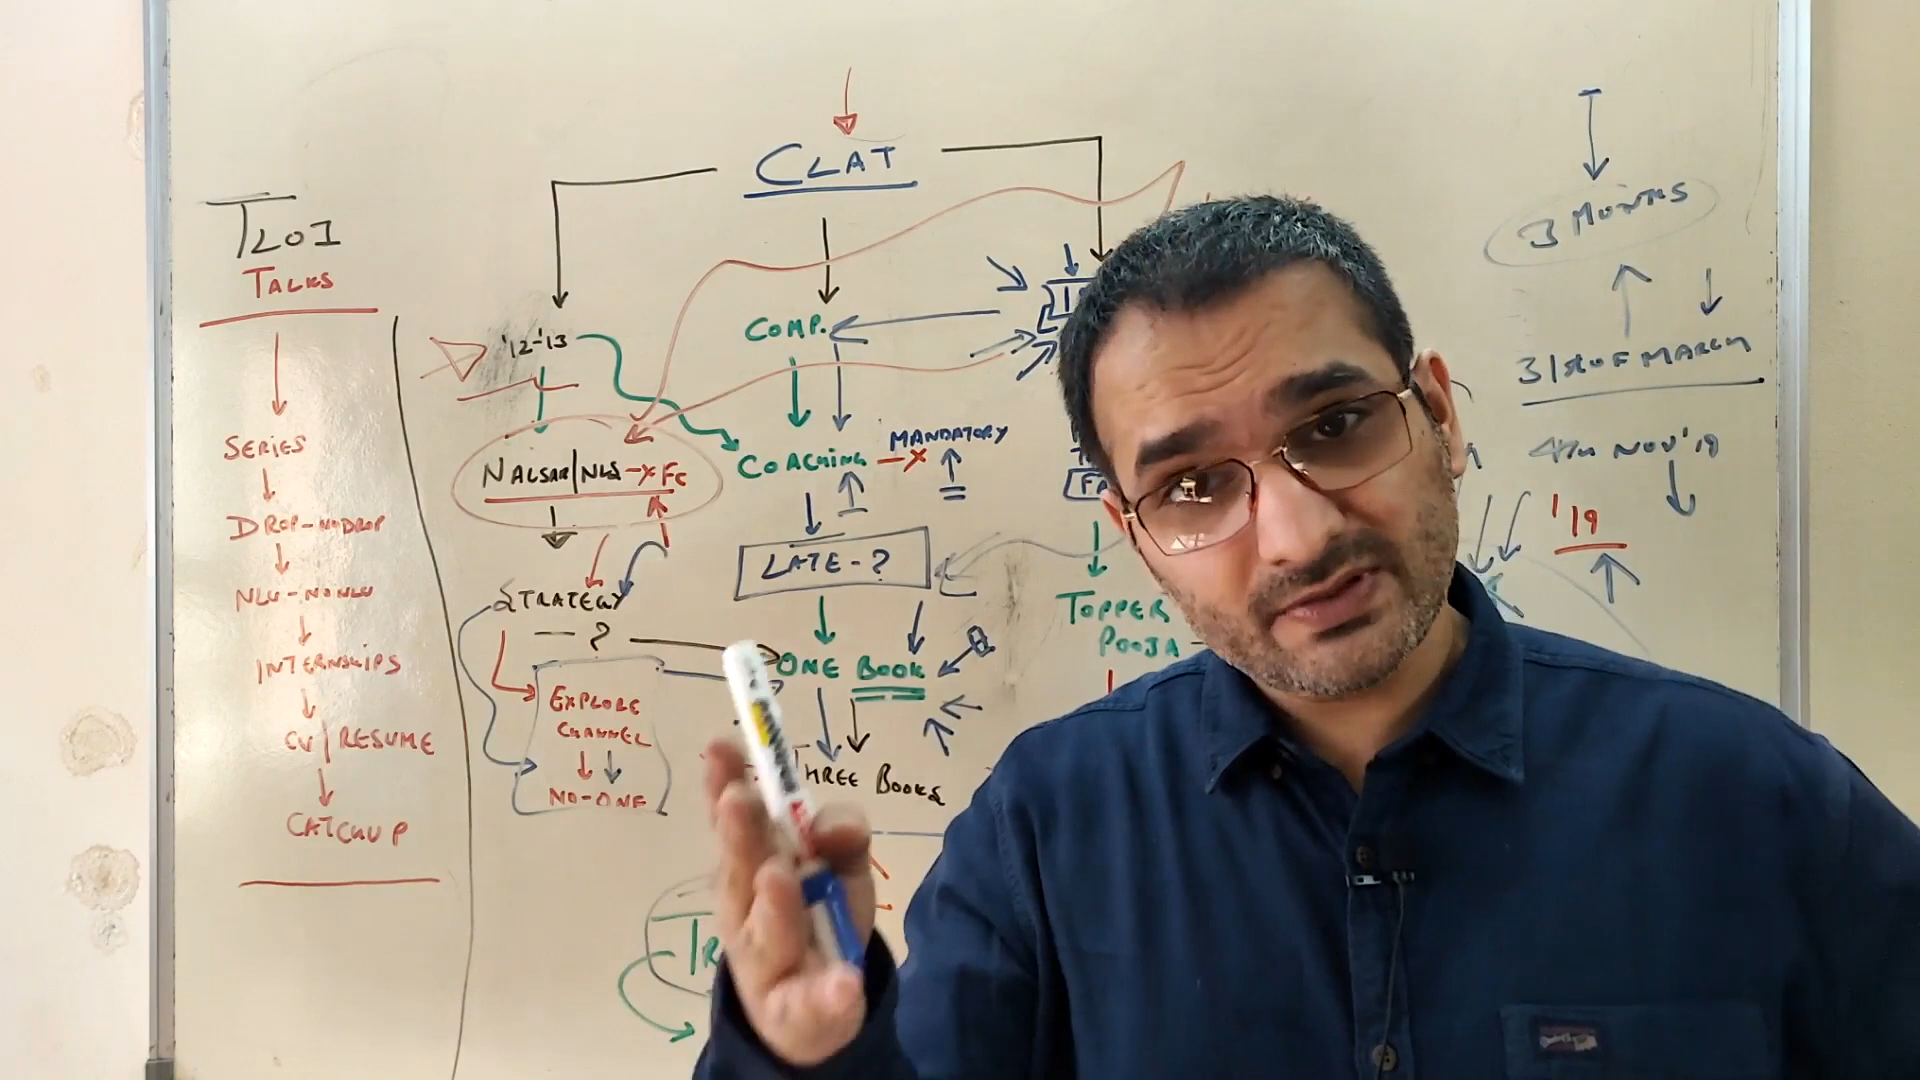 TLOI
TALKS
SERIES
DROP-NODROP
NLU-NONLU
INTERNSHIPS
CV/RESUME
CATCHUP
CLAT
'12-'13
NALSAR/NLS-X FC
STRATEGY
- ?
EXPLORE
CHANNEL
NO-ONE
COMP.
COACHING - X
MANDATORY
LATE-?
ONE BOOK
THREE BOOKS
TOPPER
POOJA -
3 MONTHS
31st OF MARCH
4TH NOV'19
'19